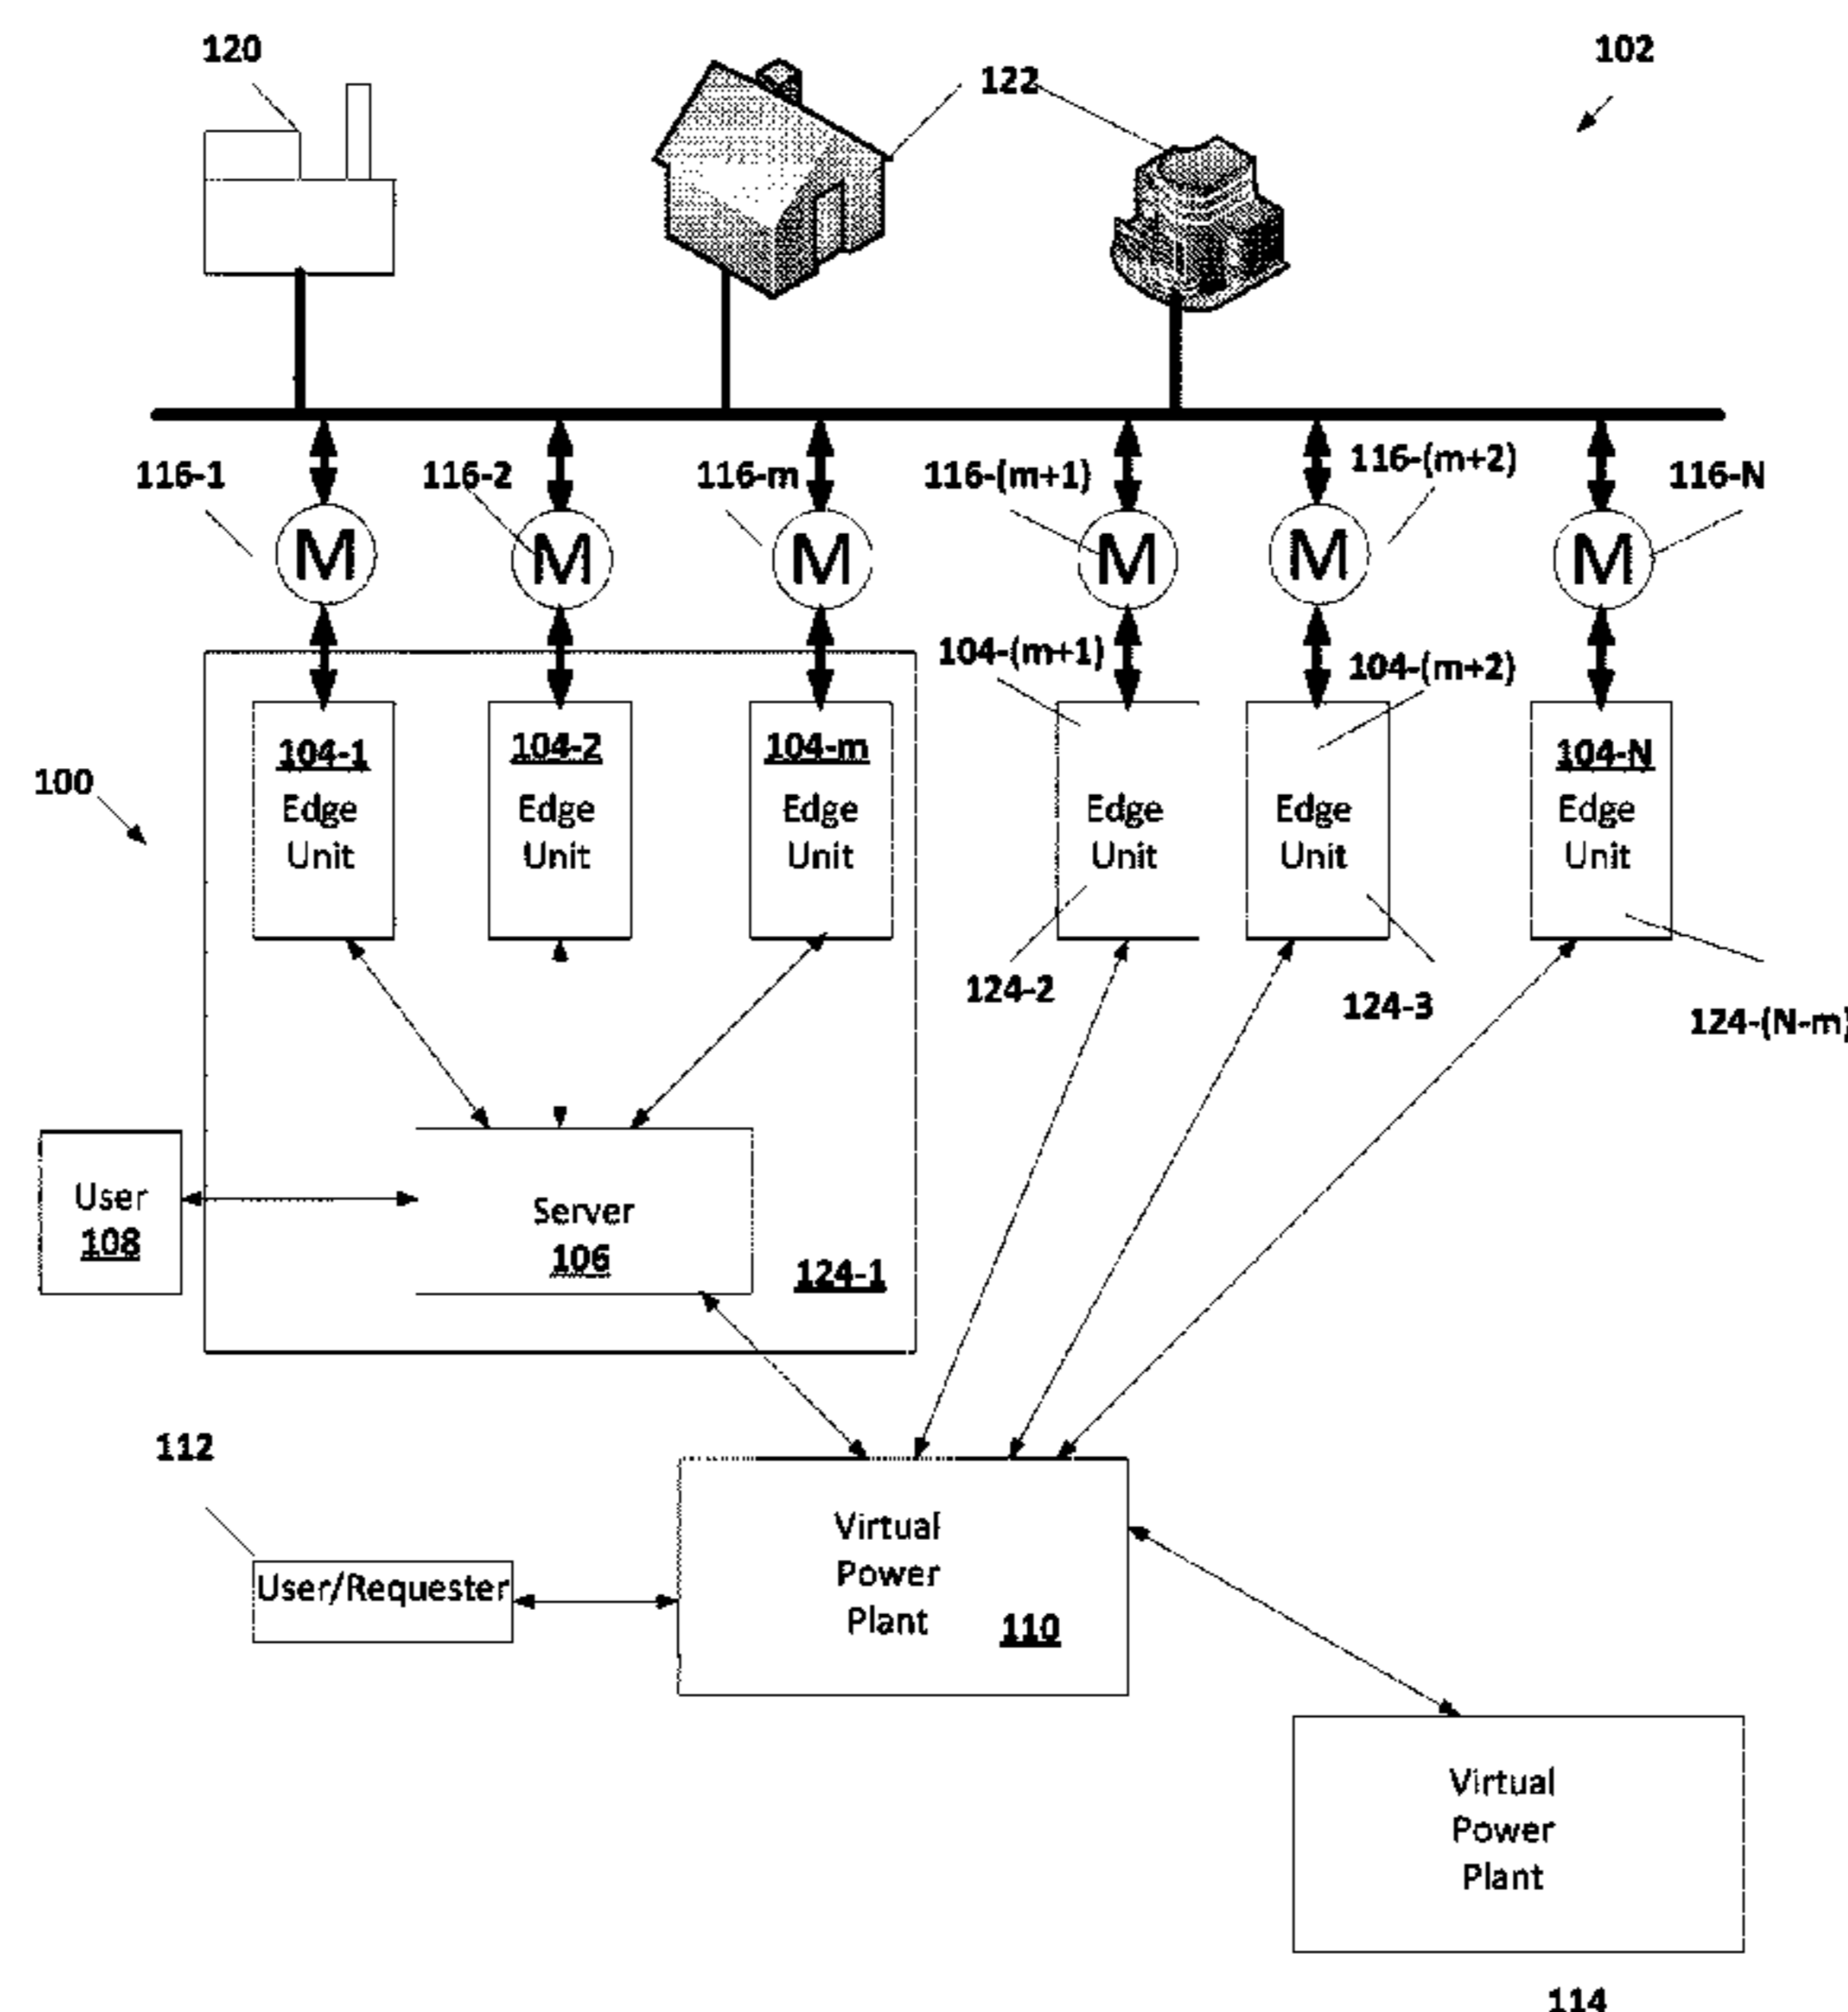 120
122
102
116-1
116-2
116-m
116-(m+1)
116-(m+2)
116-N
M
M
M
M
M
M
104-(m+1)
104-(m+2)
100
104-1
Edge
Unit
104-2
Edge
Unit
104-m
Edge
Unit
Edge
Unit
Edge
Unit
104-N
Edge
Unit
124-2
124-3
124-(N-m)
User
108
Server
106
124-1
112
User/Requester
Virtual
Power
Plant
110
Virtual
Power
Plant
114